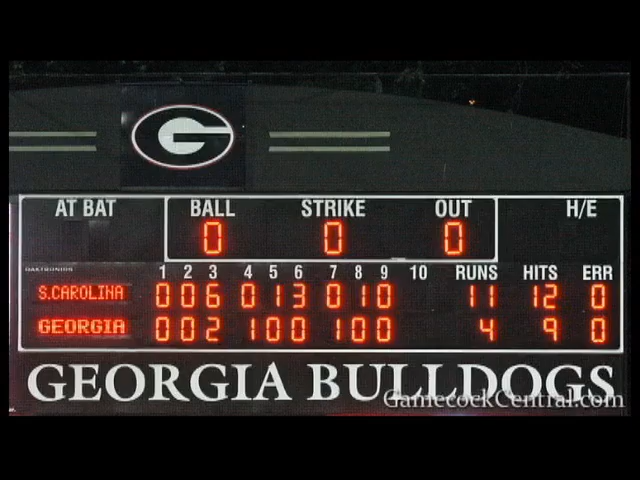 G
AT BAT BALL STRIKE OUT H/E
0 0 0
DAKTRONICS 1 2 3 4 5 6 7 8 9 10 RUNS HITS ERR
S.CAROLINA 0 0 6 0 1 3 0 1 0 11 12 0
GEORGIA 0 0 2 1 0 0 1 0 0 4 9 0
GEORGIA BULLDOGS
GamecockCentral.com